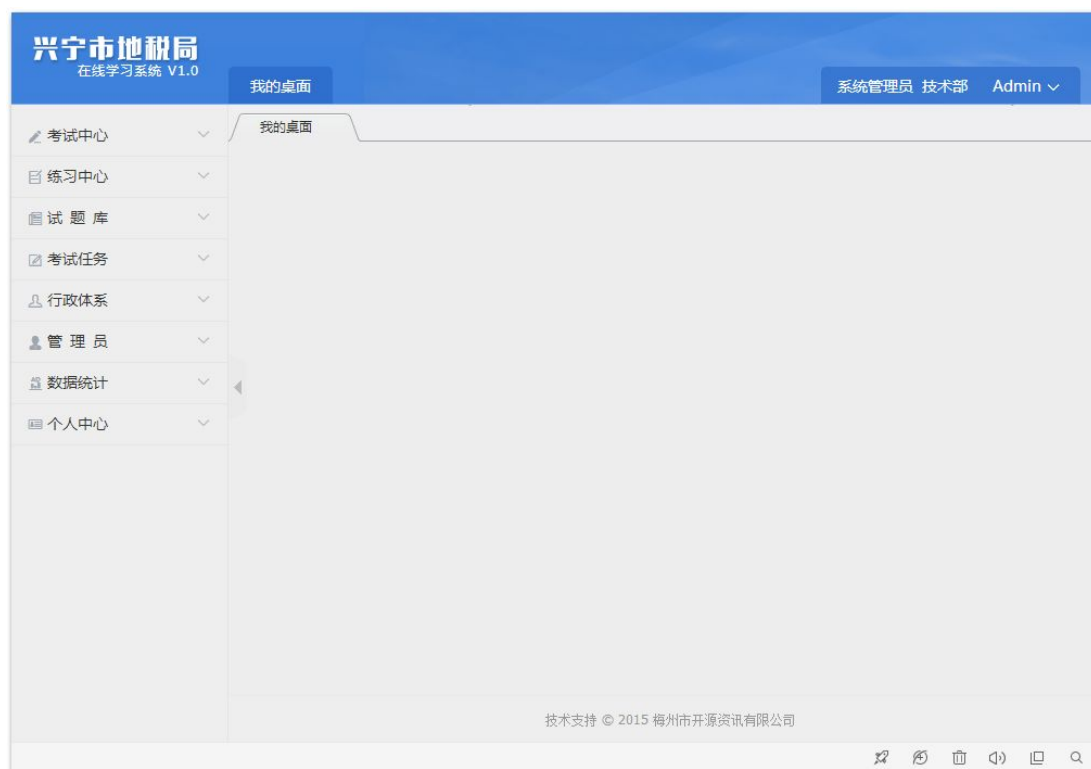 兴宁市地税局
在线学习系统 V1.0
我的桌面
系统管理员 技术部 Admin
我的桌面
考试中心
练习中心
试 题 库
考试任务
行政体系
管 理 员
数据统计
个人中心
技术支持 © 2015 梅州市开源资讯有限公司